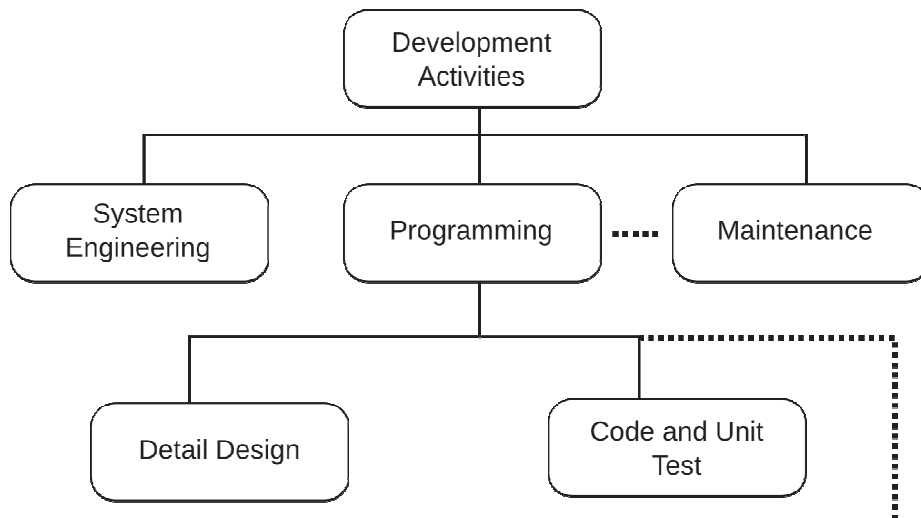 Development
Activities
System
Engineering
Programming
Maintenance
Detail Design
Code and Unit
Test